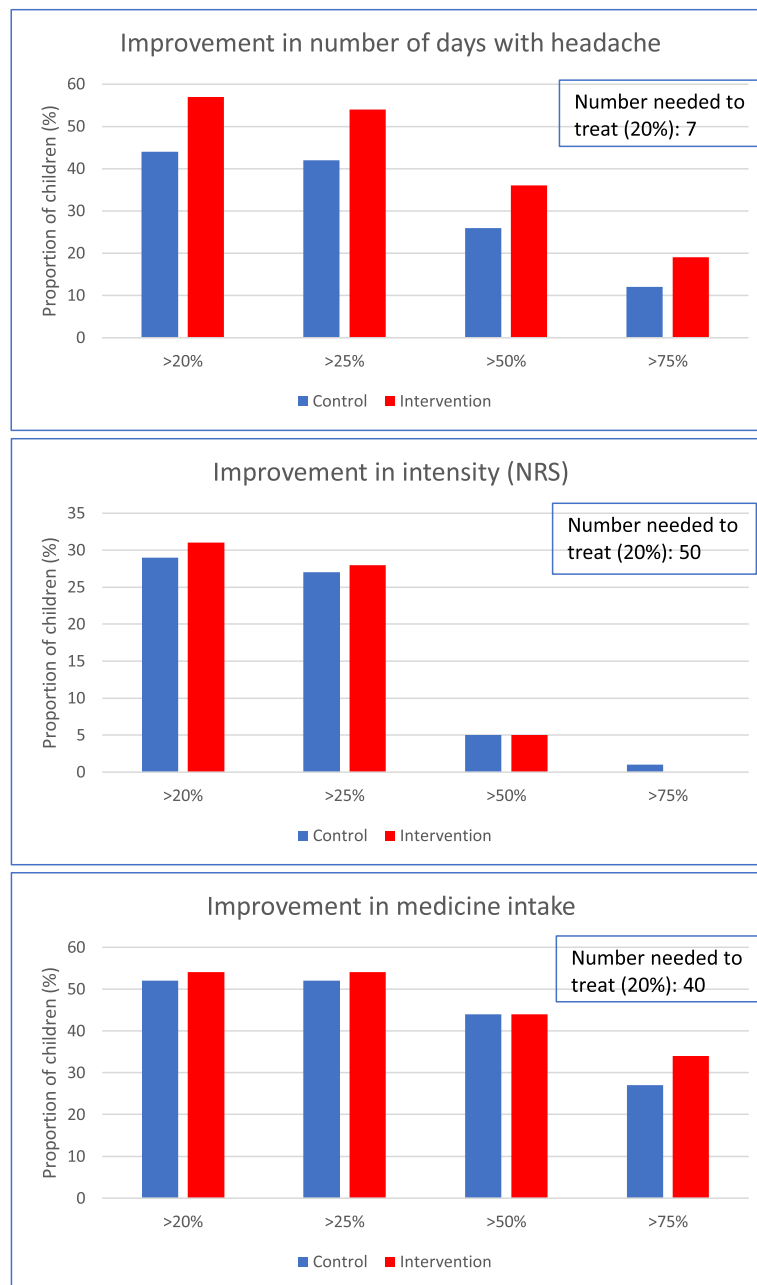 Improvement in number of days with headache
Number needed to
treat (20%): 7
Proportion of children (%)
60
50
40
30
20
10
0
>20%
>25%
>50%
>75%
Control
Intervention
Improvement in intensity (NRS)
Number needed to
treat (20%): 50
Proportion of children (%)
35
30
25
20
15
10
5
0
>20%
>25%
>50%
>75%
Control
Intervention
Improvement in medicine intake
Number needed to
treat (20%): 40
Proportion of children (%)
60
50
40
30
20
10
0
>20%
>25%
>50%
>75%
Control
Intervention